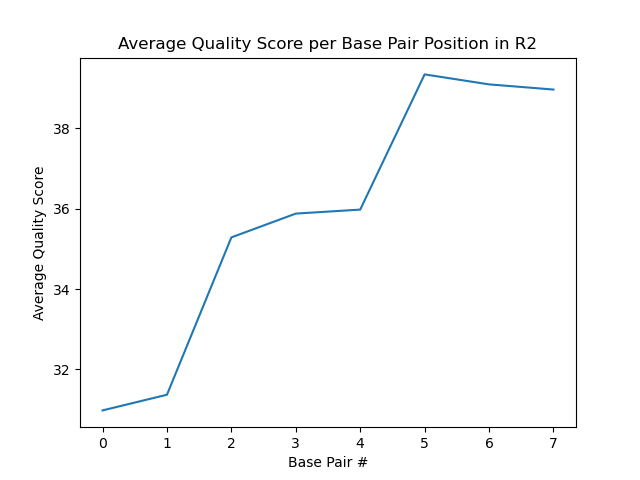 Average Quality Score per Base Pair Position in R2
Average Quality Score
38
36
34
32
0 1 2 3 4 5 6 7
Base Pair #